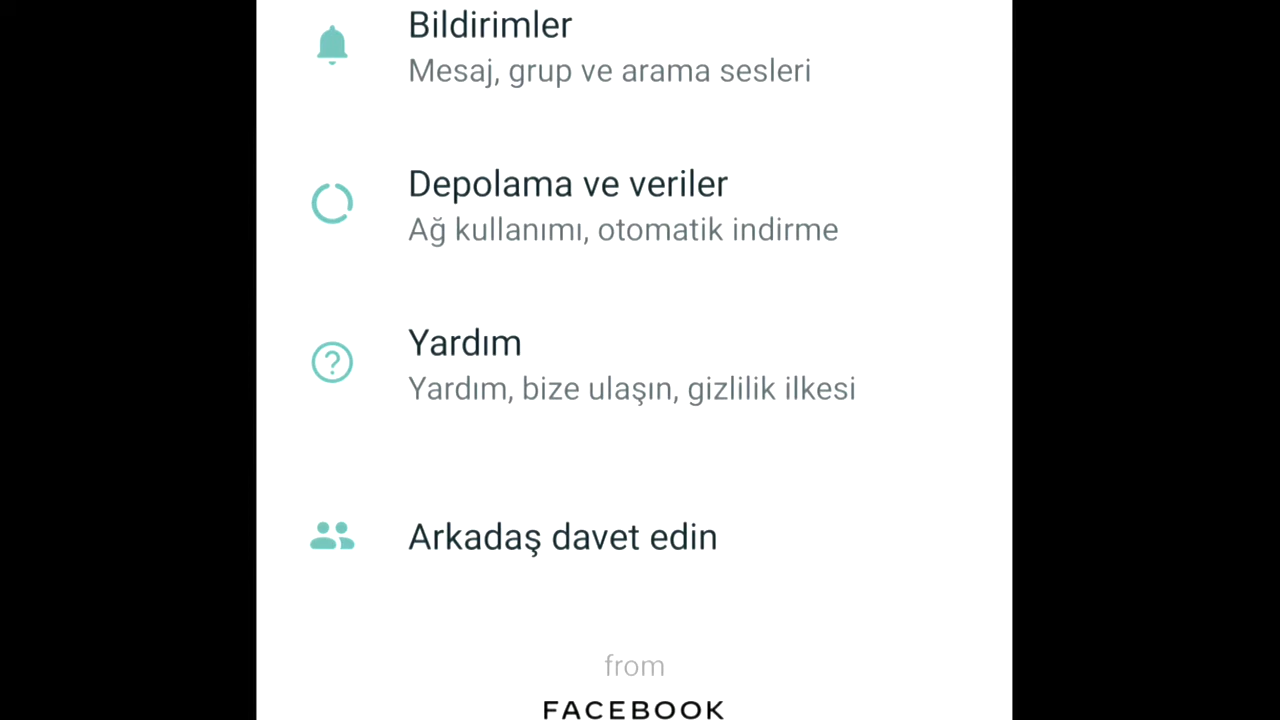 Bildirimler
Mesaj, grup ve arama sesleri
Depolama ve veriler
Ağ kullanımı, otomatik indirme
Yardım
Yardım, bize ulaşın, gizlilik ilkesi
Arkadaş davet edin
from
FACEBOOK